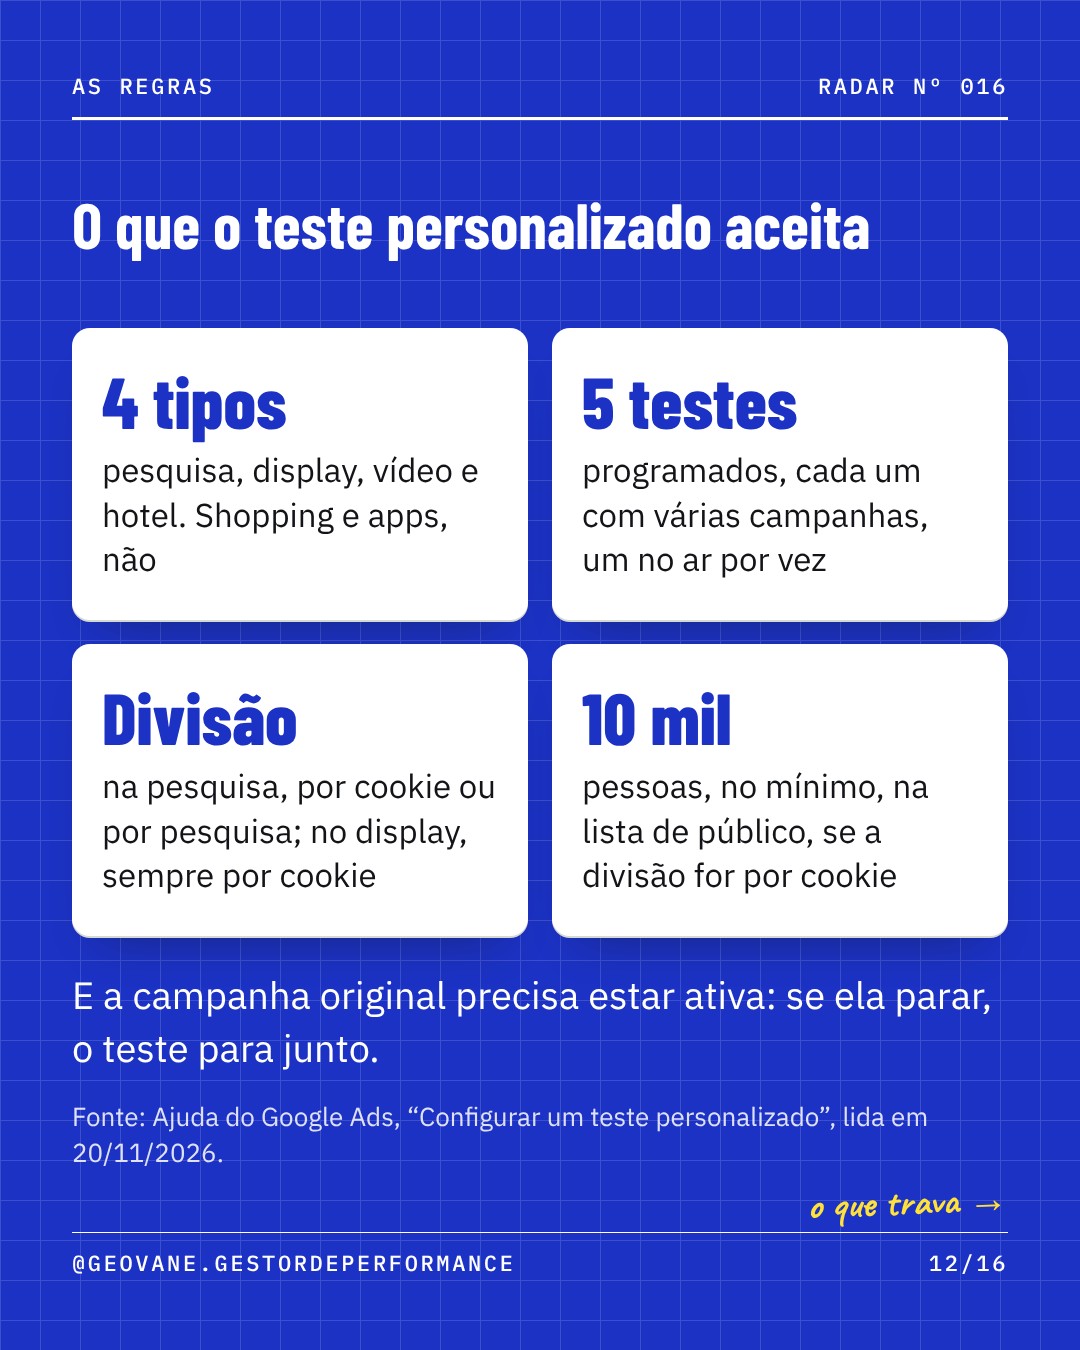 AS REGRAS
RADAR Nº 016
O que o teste personalizado aceita
4 tipos
pesquisa, display, vídeo e
hotel. Shopping e apps,
não
5 testes
programados, cada um
com várias campanhas,
um no ar por vez
Divisão
na pesquisa, por cookie ou
por pesquisa; no display,
sempre por cookie
10 mil
pessoas, no mínimo, na
lista de público, se a
divisão for por cookie
E a campanha original precisa estar ativa: se ela parar,
o teste para junto.
Fonte: Ajuda do Google Ads, “Configurar um teste personalizado”, lida em
20/11/2026.
o que trava →
@GEOVANE.GESTORDEPERFORMANCE
12/16